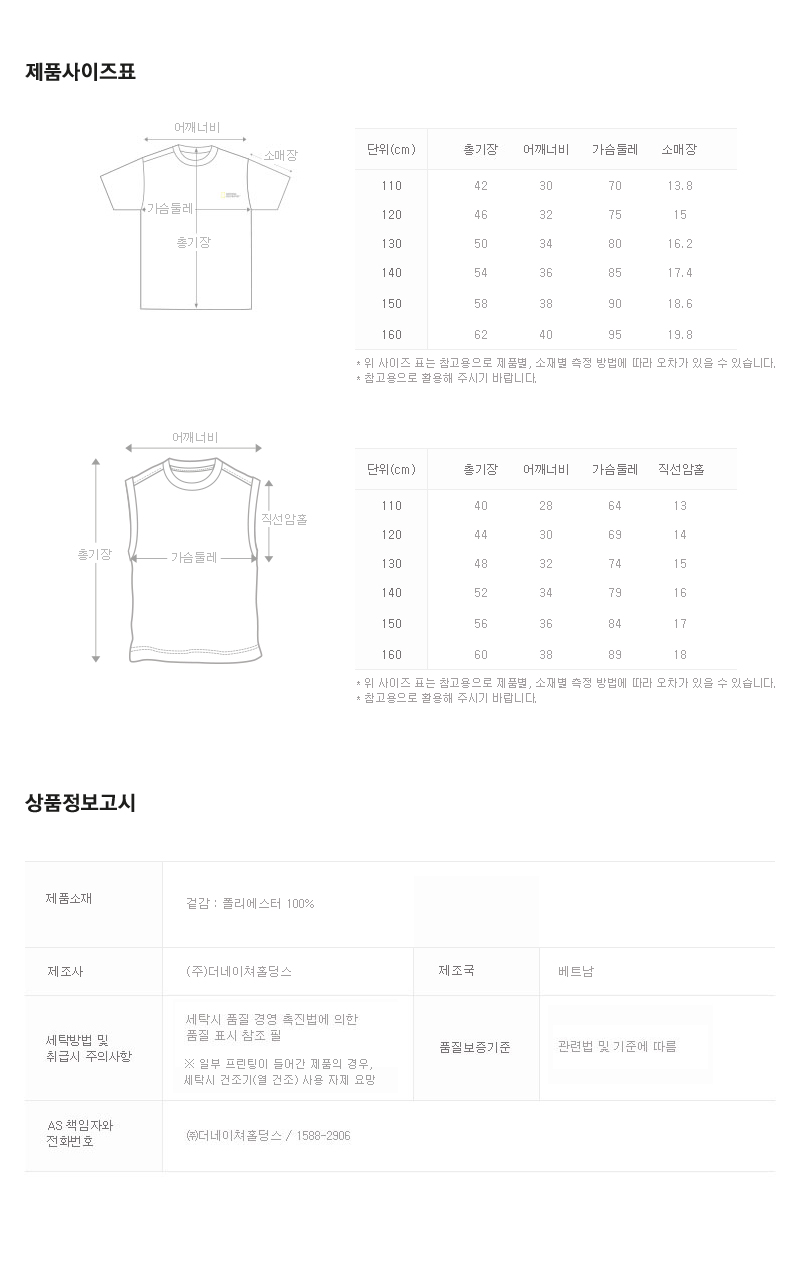 제품사이즈표
어깨너비
소매장
가슴둘레
총기장
단위(cm) 총기장 어깨너비 가슴둘레 소매장
110 42 30 70 13.8
120 46 32 75 15
130 50 34 80 16.2
140 54 36 85 17.4
150 58 38 90 18.6
160 62 40 95 19.8
* 위 사이즈 표는 참고용으로 제품별, 소재별 측정 방법에 따라 오차가 있을 수 있습니다.
* 참고용으로 활용해 주시기 바랍니다.
어깨너비
직선암홀
총기장
가슴둘레
단위(cm) 총기장 어깨너비 가슴둘레 직선암홀
110 40 28 64 13
120 44 30 69 14
130 48 32 74 15
140 52 34 79 16
150 56 36 84 17
160 60 38 89 18
* 위 사이즈 표는 참고용으로 제품별, 소재별 측정 방법에 따라 오차가 있을 수 있습니다.
* 참고용으로 활용해 주시기 바랍니다.
상품정보고시
제품소재
겉감 : 폴리에스터 100%
제조사
(주)더네이쳐홀딩스
제조국
베트남
세탁방법 및
취급시 주의사항
세탁시 품질 경영 촉진법에 의한
품질 표시 참조 필
※ 일부 프린팅이 들어간 제품의 경우,
세탁시 건조기(열 건조) 사용 자제 요망
품질보증기준
관련법 및 기준에 따름
AS 책임자와
전화번호
㈜더네이쳐홀딩스 / 1588-2906